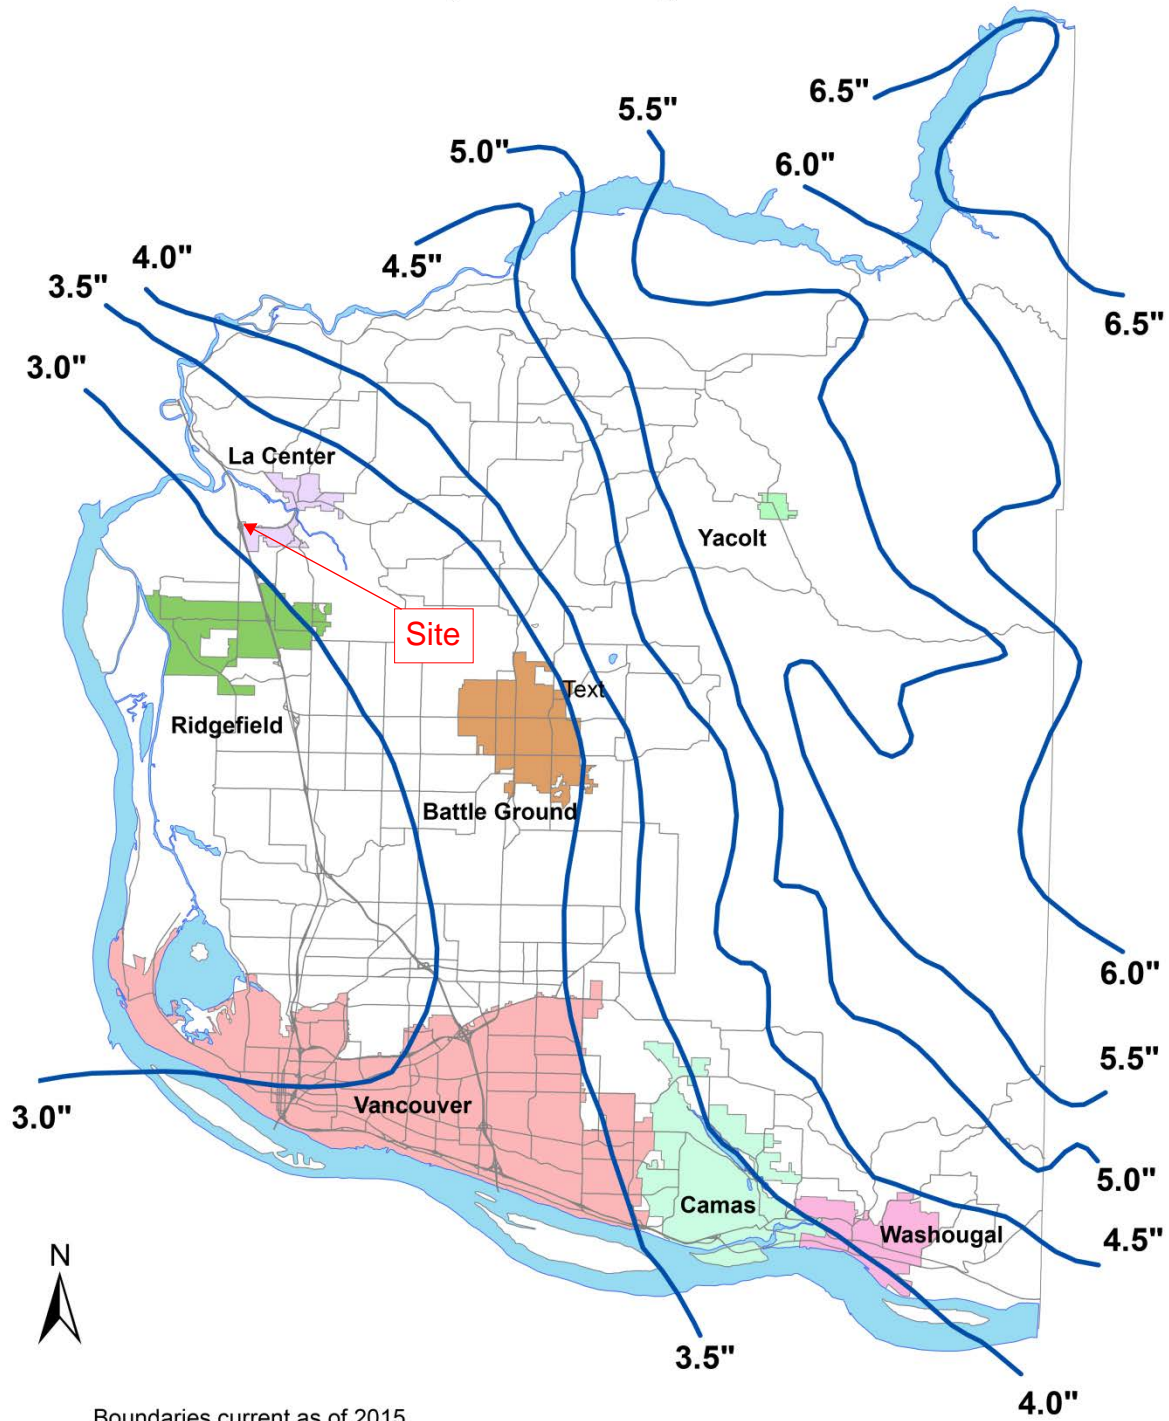 6.5"
5.5"
5.0"
6.0"
4.5"
4.0"
3.5"
6.5"
3.0"
La Center
Yacolt
Site
Text
Ridgefield
Battle Ground
6.0"
5.5"
3.0"
Vancouver
5.0"
Camas
Washougal
4.5"
N
3.5"
4.0"
Boundaries current as of 2015